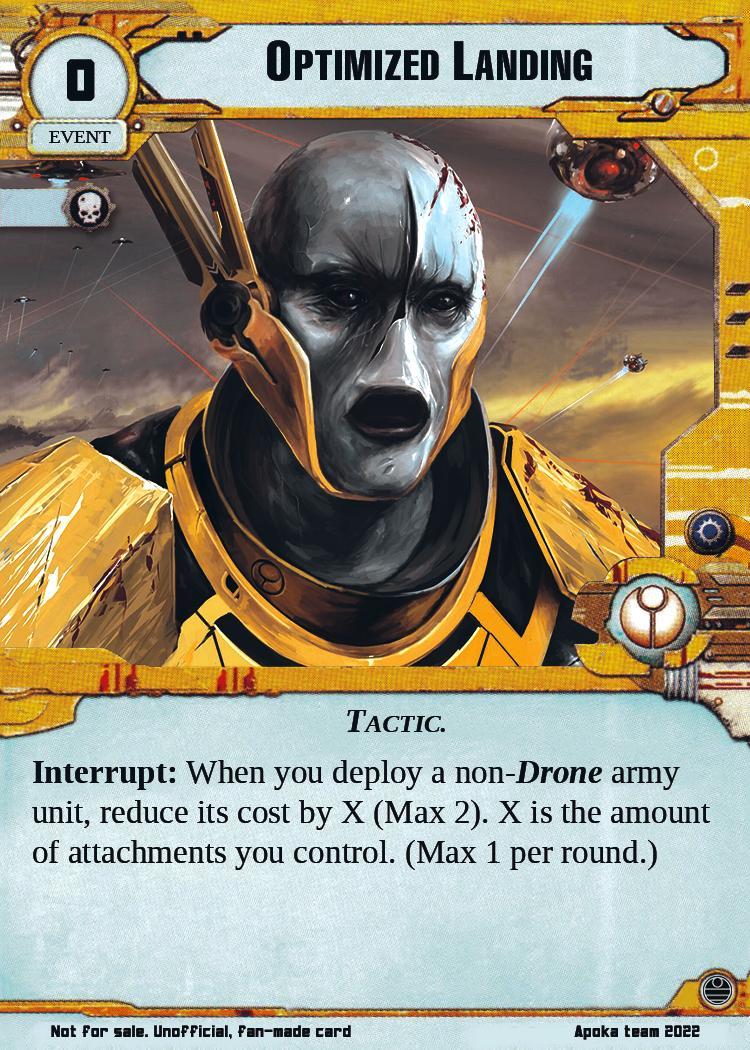 Optimized Landing
0
EVENT
Tactic.
Interrupt: When you deploy a non-Drone army
unit, reduce its cost by X (Max 2). X is the amount
of attachments you control. (Max 1 per round.)
Not for sale. Unofficial, fan-made card
Apoka team 2022